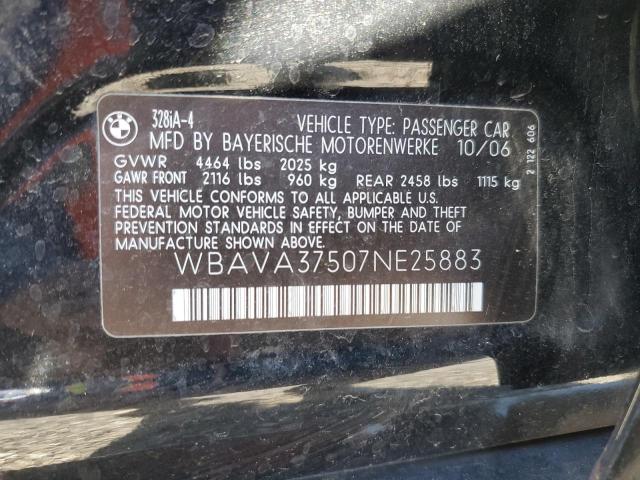 328iA-4 VEHICLE TYPE: PASSENGER CAR
MFD BY BAYERISCHE MOTORENWERKE 10/06
GVWR 4464 lbs 2025 kg
GAWR FRONT 2116 lbs 960 kg REAR 2458 lbs 1115 kg
THIS VEHICLE CONFORMS TO ALL APPLICABLE U.S.
FEDERAL MOTOR VEHICLE SAFETY, BUMPER AND THEFT
PREVENTION STANDARDS IN EFFECT ON THE DATE OF
MANUFACTURE SHOWN ABOVE.
WBAVA37507NE25883
2 122 606